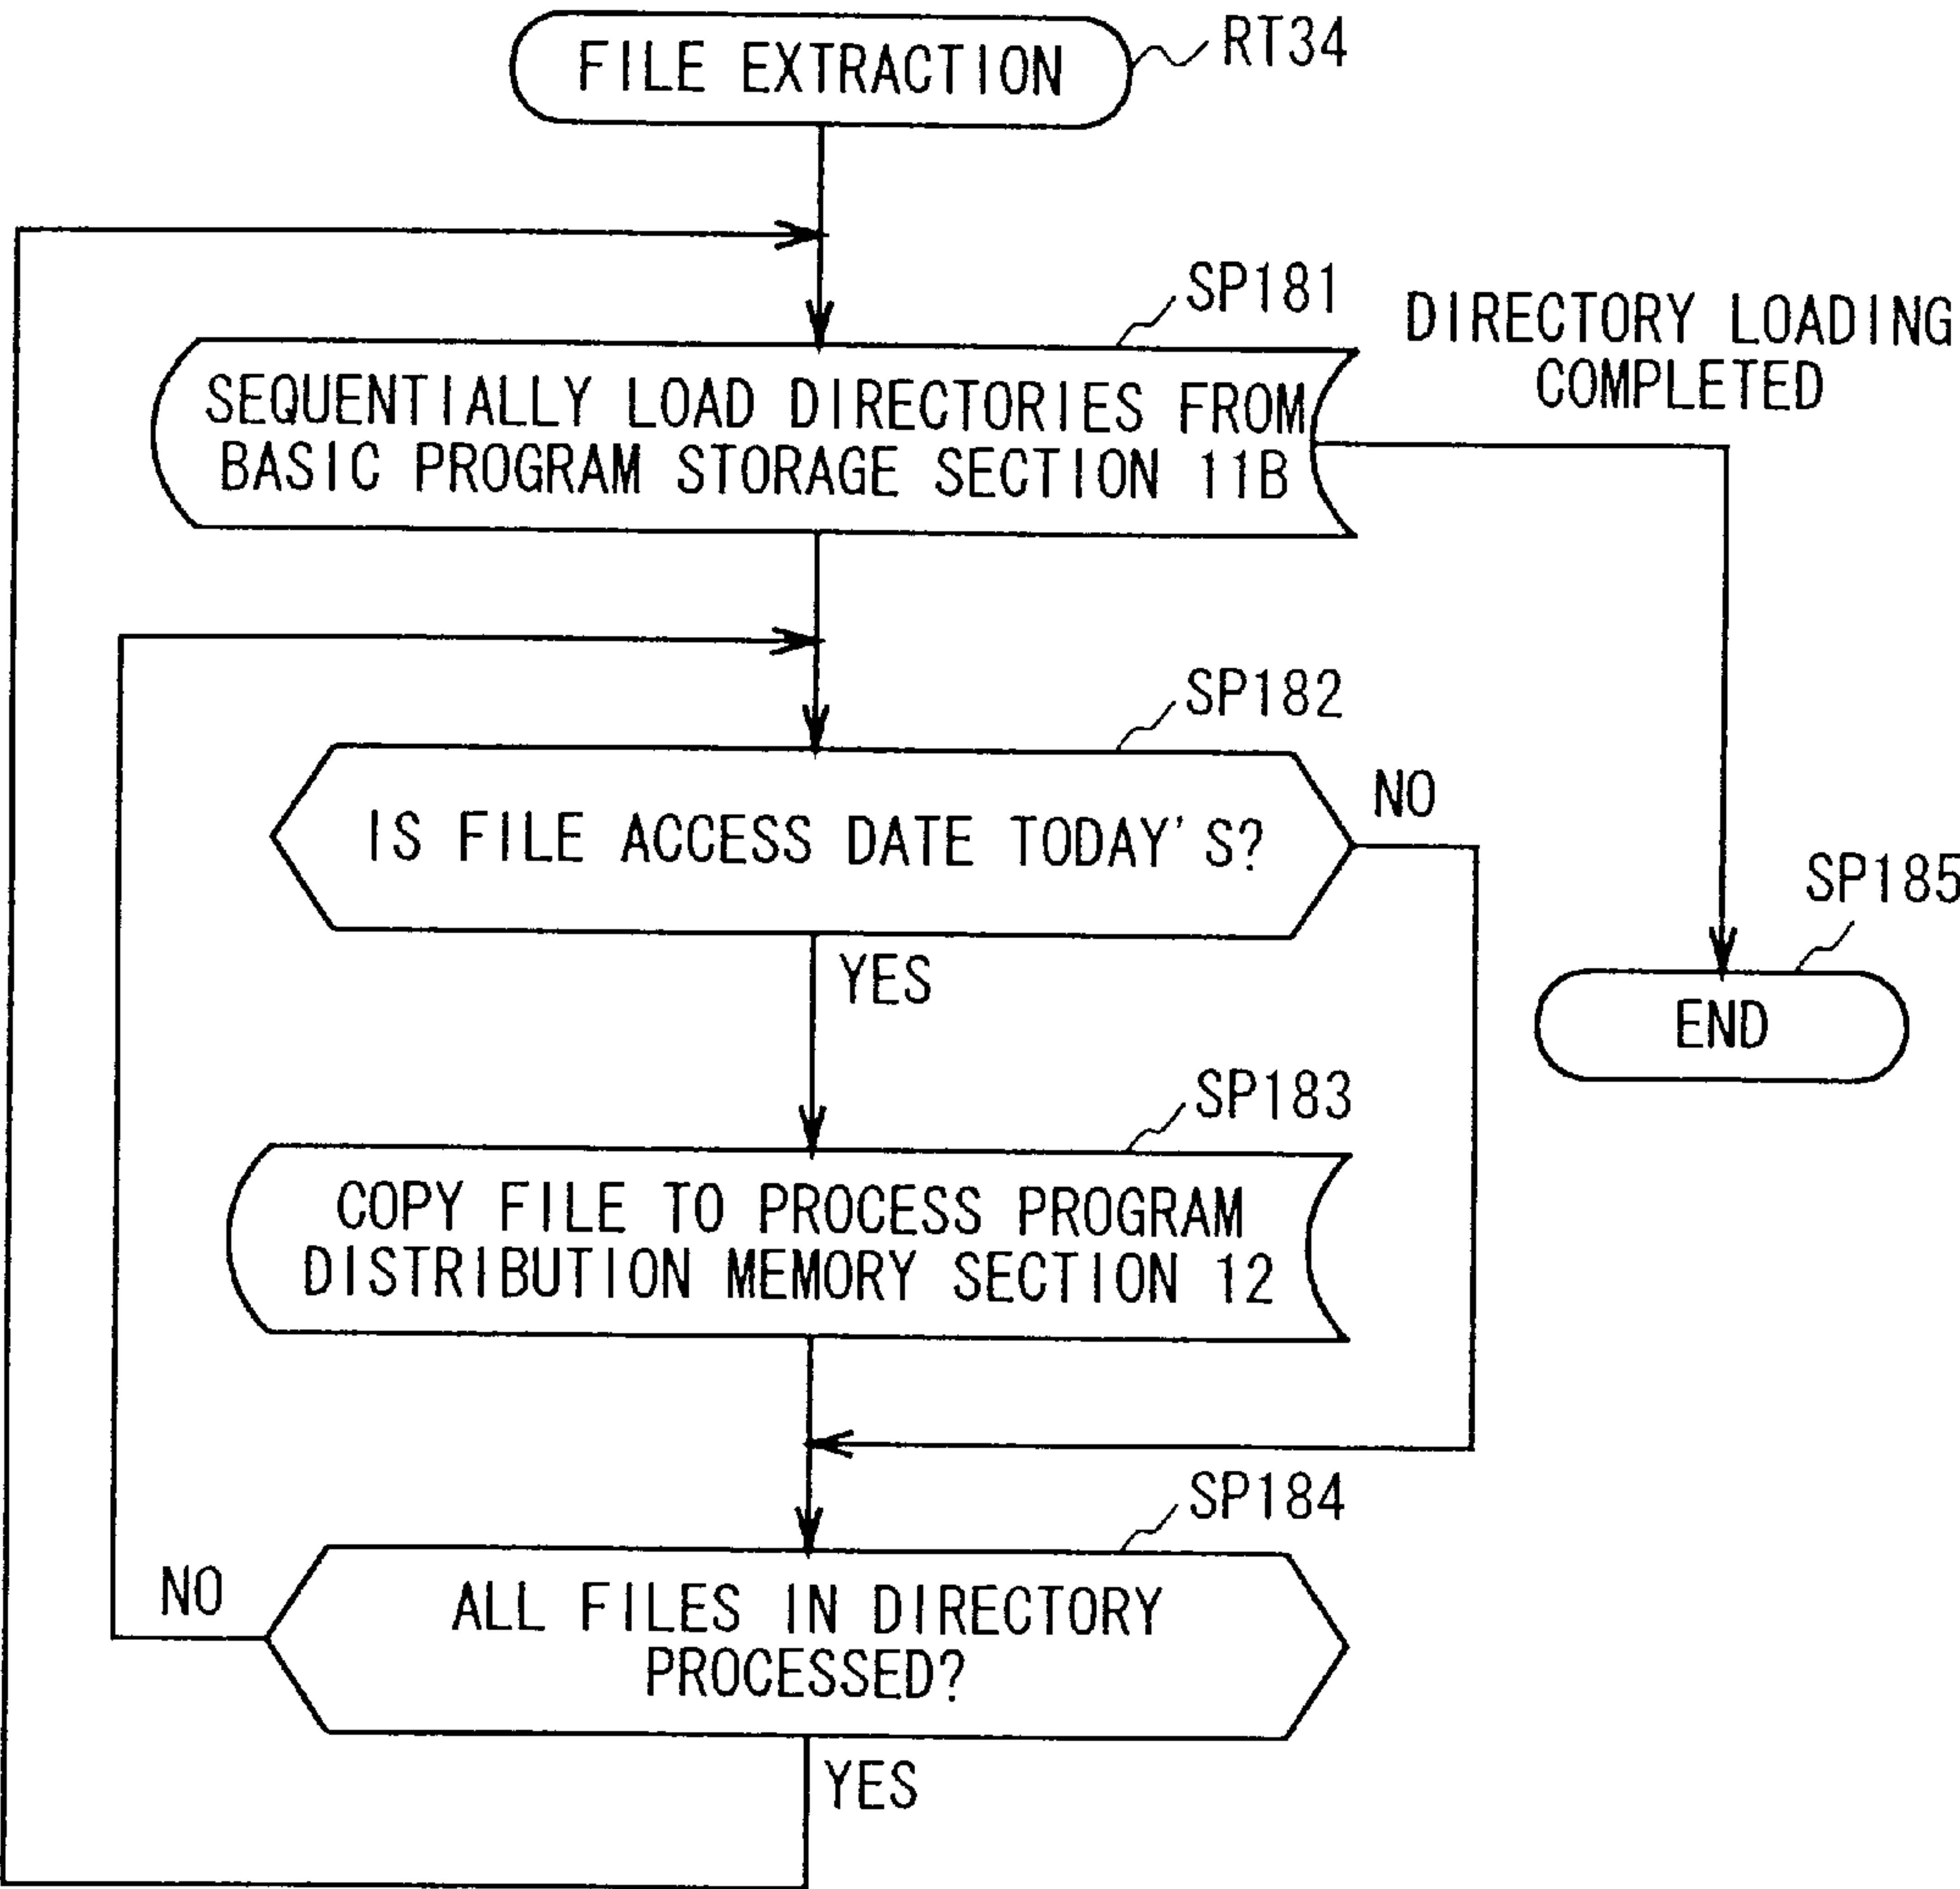 FILE EXTRACTION
RT34
SP181
DIRECTORY LOADING
COMPLETED
SEQUENTIALLY LOAD DIRECTORIES FROM
BASIC PROGRAM STORAGE SECTION 11B
SP182
NO
IS FILE ACCESS DATE TODAY'S?
SP185
YES
END
SP183
COPY FILE TO PROCESS PROGRAM
DISTRIBUTION MEMORY SECTION 12
SP184
NO
ALL FILES IN DIRECTORY
PROCESSED?
YES